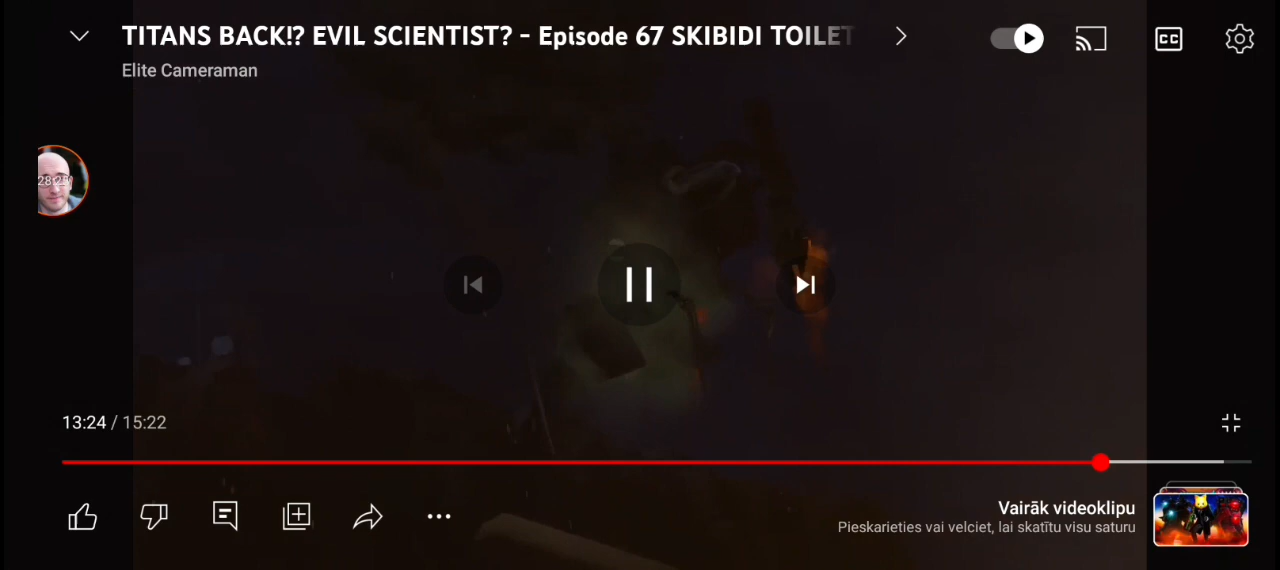 TITANS BACK!? EVIL SCIENTIST? - Episode 67 SKIBIDI TOILET
Elite Cameraman
CC
13:24 / 15:22
Vairāk videoklipu
Pieskarieties vai velciet, lai skatītu visu saturu